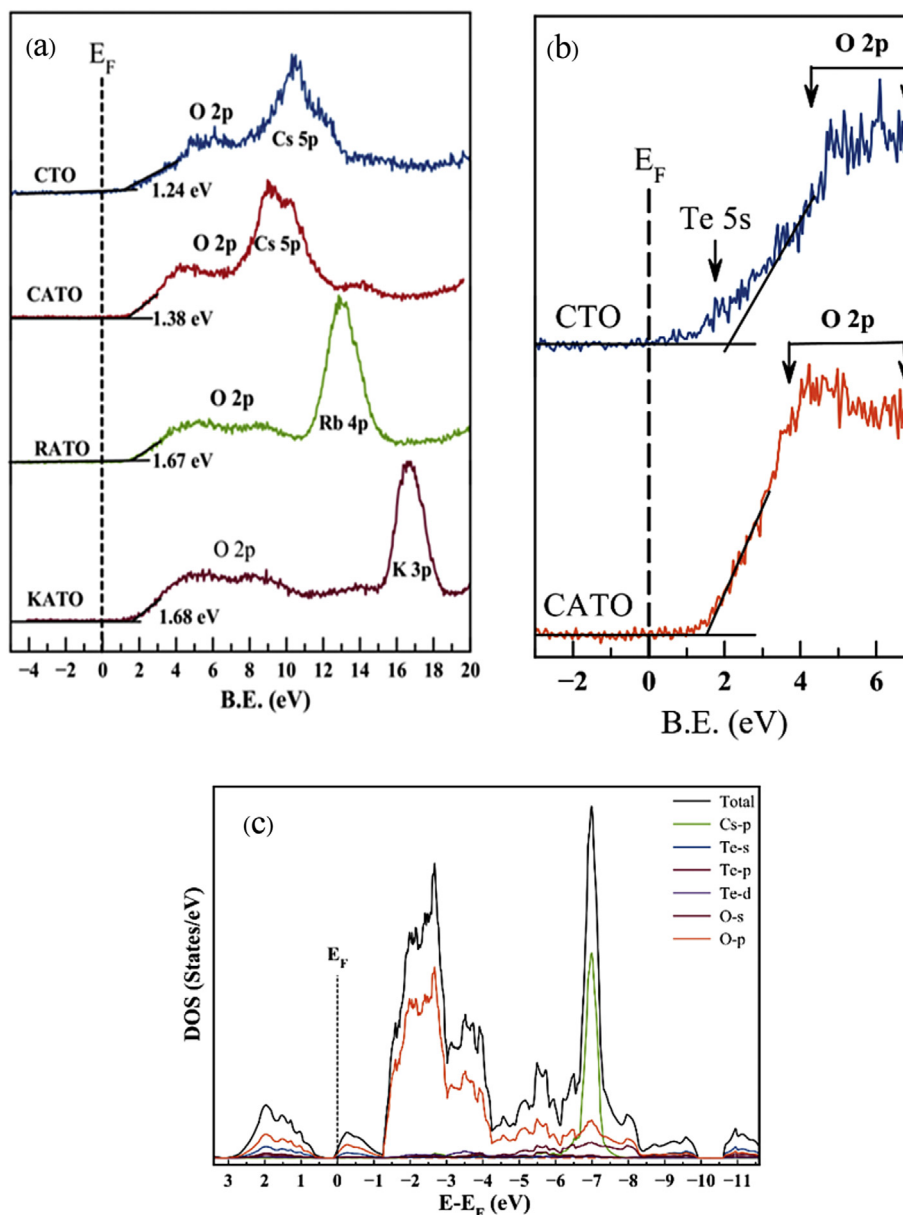 (a)
E_F
O 2p
Cs 5p
CTO
1.24 eV
O 2p
Cs 5p
CATO
1.38 eV
O 2p
Rb 4p
RATO
1.67 eV
O 2p
K 3p
KATO
1.68 eV
−4 −2 0 2 4 6 8 10 12 14 16 18 20
B.E. (eV)
(b)
O 2p
E_F
Te 5s
CTO
O 2p
CATO
−2 0 2 4 6
B.E. (eV)
(c)
Total
Cs-p
Te-s
Te-p
Te-d
O-s
O-p
E_F
DOS (States/eV)
3 2 1 0 −1 −2 −3 −4 −5 −6 −7 −8 −9 −10 −11
E-E_F (eV)